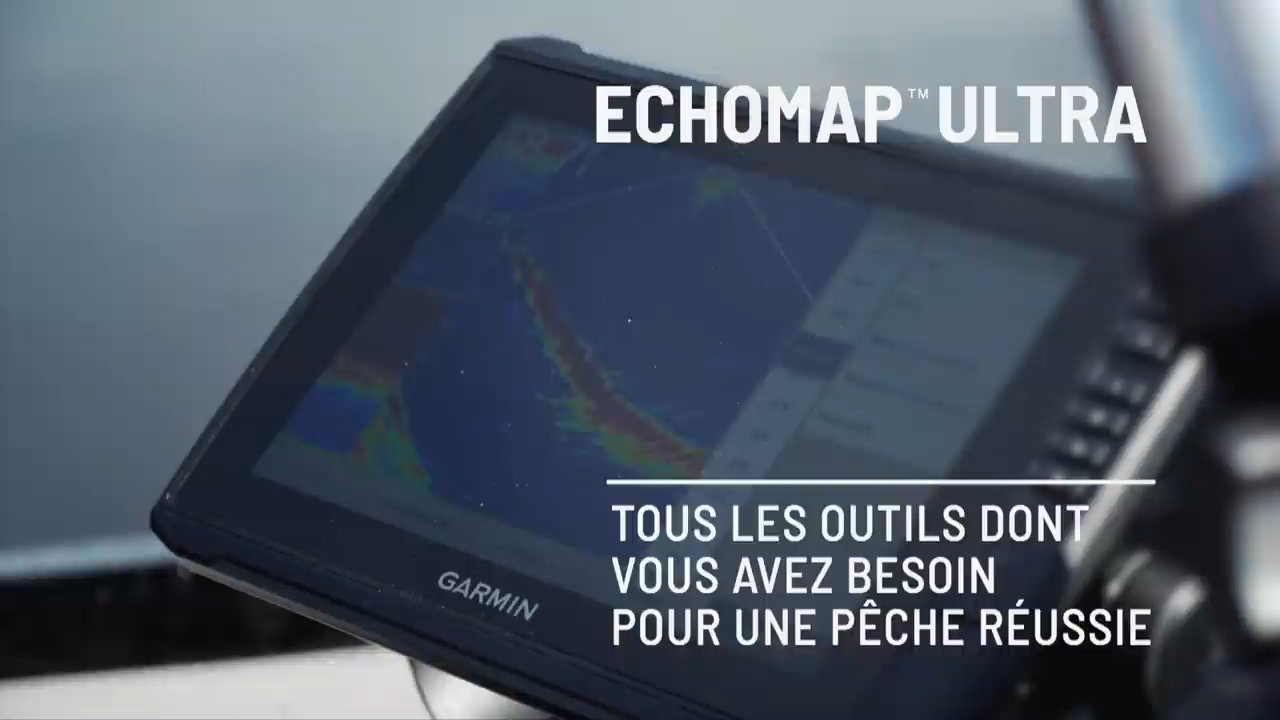 ECHOMAP™ ULTRA
GARMIN
TOUS LES OUTILS DONT
VOUS AVEZ BESOIN
POUR UNE PÊCHE RÉUSSIE